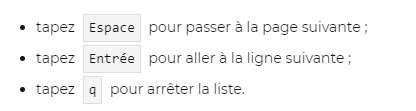 • tapez Espace pour passer à la page suivante ;
• tapez Entrée pour aller à la ligne suivante ;
• tapez q pour arrêter la liste.